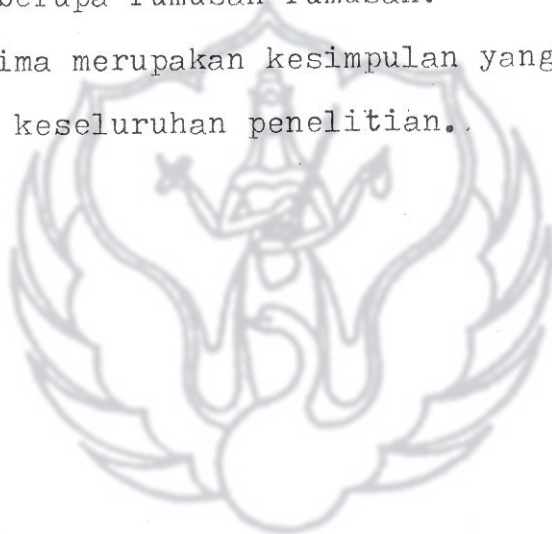 berupa rumusan-rumusan.
ima merupakan kesimpulan yang
keseluruhan penelitian..